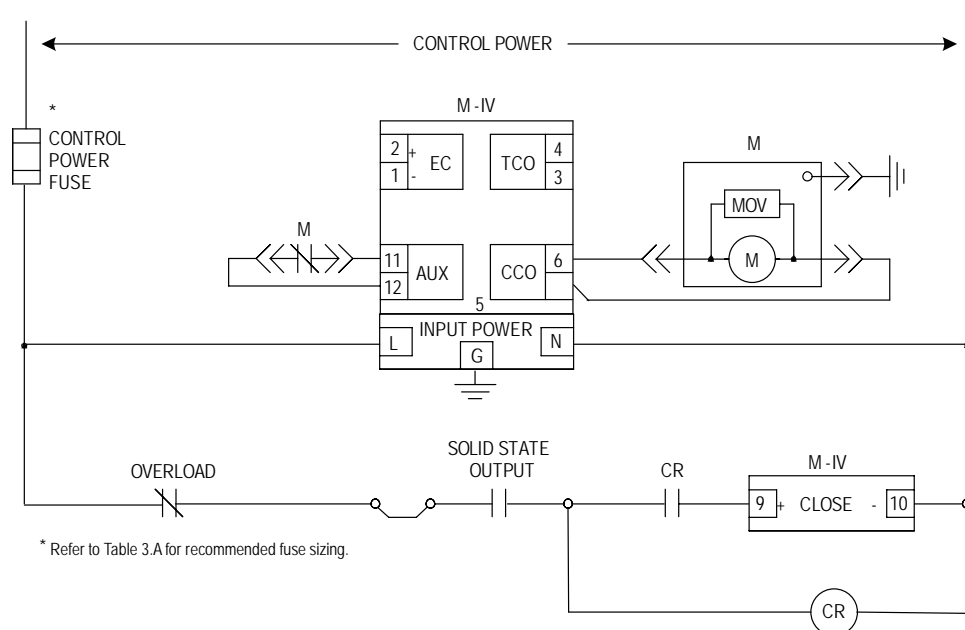 CONTROL POWER
*
CONTROL
POWER
FUSE
M-IV
2 + EC
1 -
TCO 4
3
M
MOV
M
M
11 AUX
12
CCO 6
5
INPUT POWER
L
G
N
OVERLOAD
SOLID STATE
OUTPUT
CR
M-IV
9 + CLOSE - 10
* Refer to Table 3.A for recommended fuse sizing.
CR